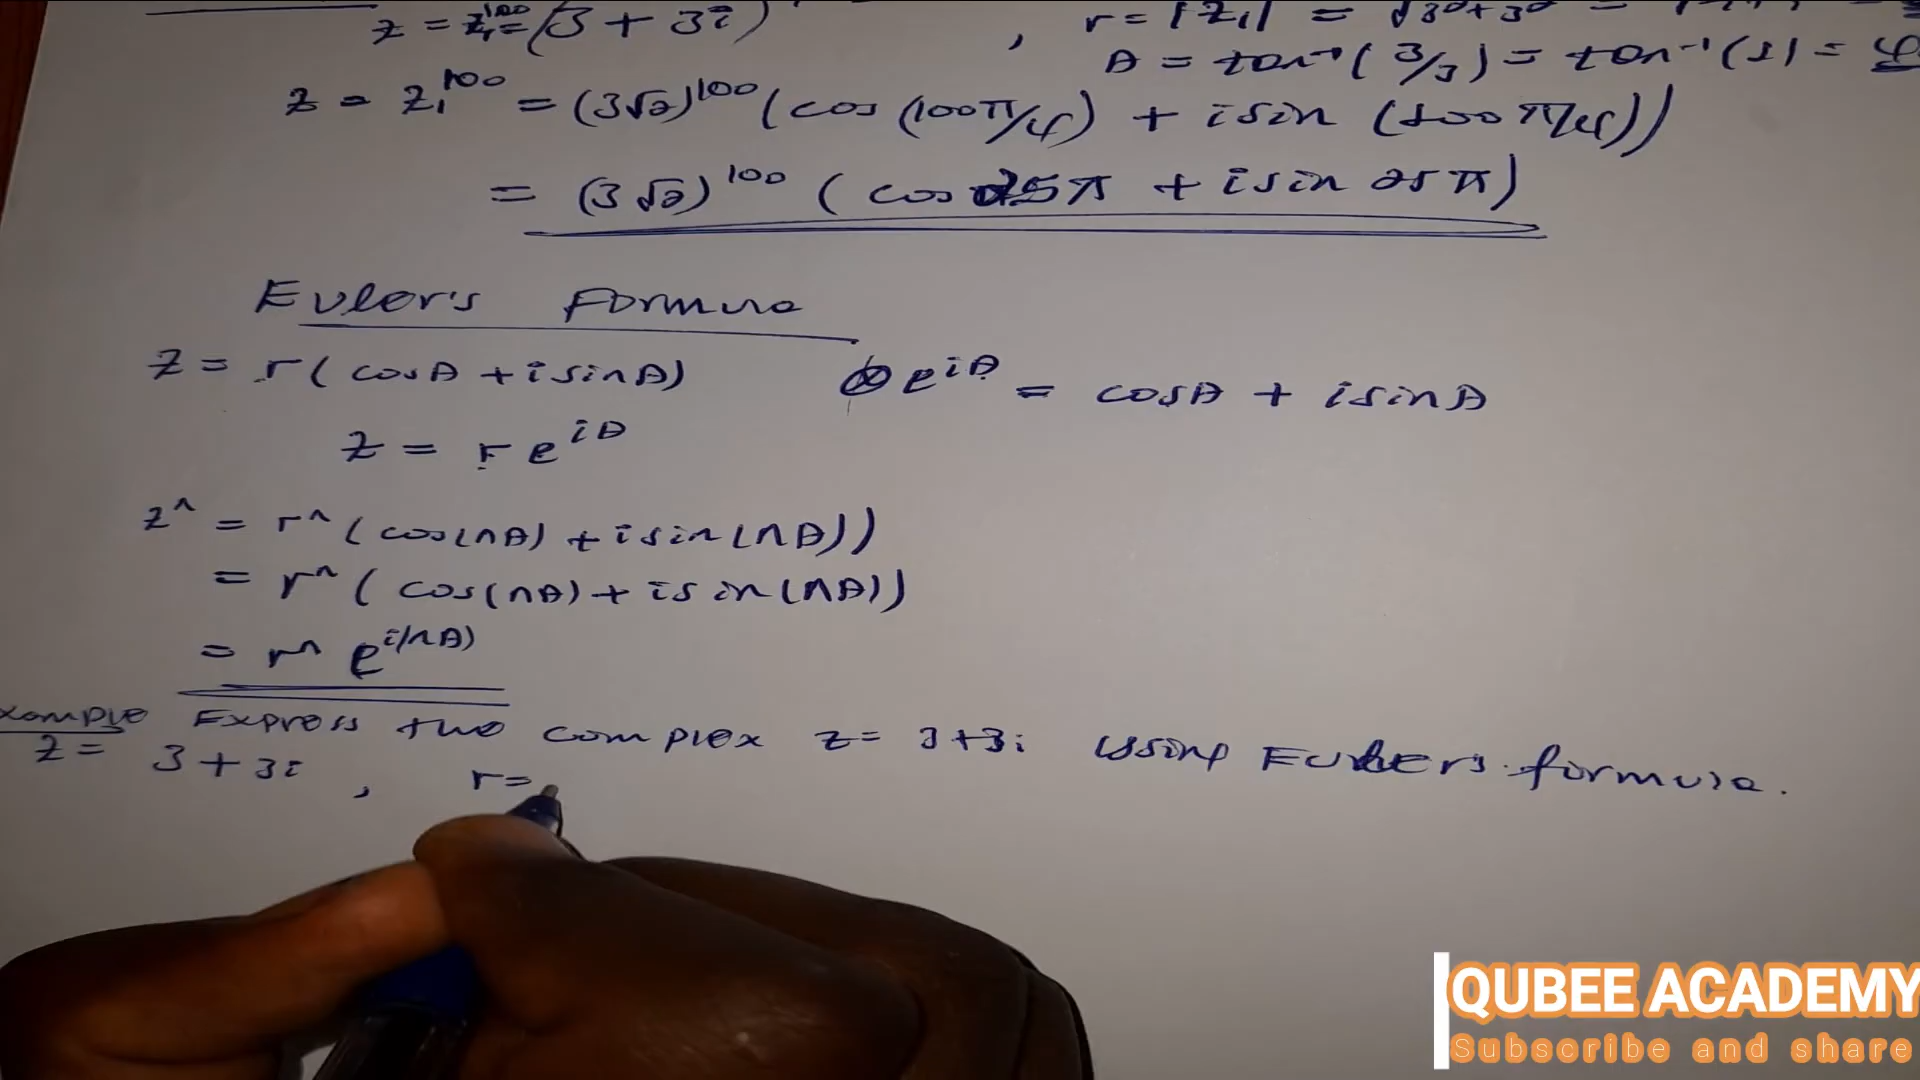 z = z₁¹⁰⁰ = (3 + 3i)
, r = |z₁| = √3²+3² =
θ = tan⁻¹(3/3) = tan⁻¹(1) =
z = z₁¹⁰⁰ = (3√2)¹⁰⁰ (cos (100π/4) + i sin (100π/4))
= (3√2)¹⁰⁰ (cos 25π + i sin 25π)
Euler's Formula
z = r(cosθ + i sinθ) e^{iθ} = cosθ + i sinθ
z = r e^{iθ}
zⁿ = rⁿ (cos(nθ) + i sin(nθ))
= rⁿ (cos(nθ) + i sin(nθ))
= rⁿ e^{i(nθ)}
xample Express the complex z = 3+3i using Euler's formula.
z = 3 + 3i , r =
QUBEE ACADEMY
Subscribe and share